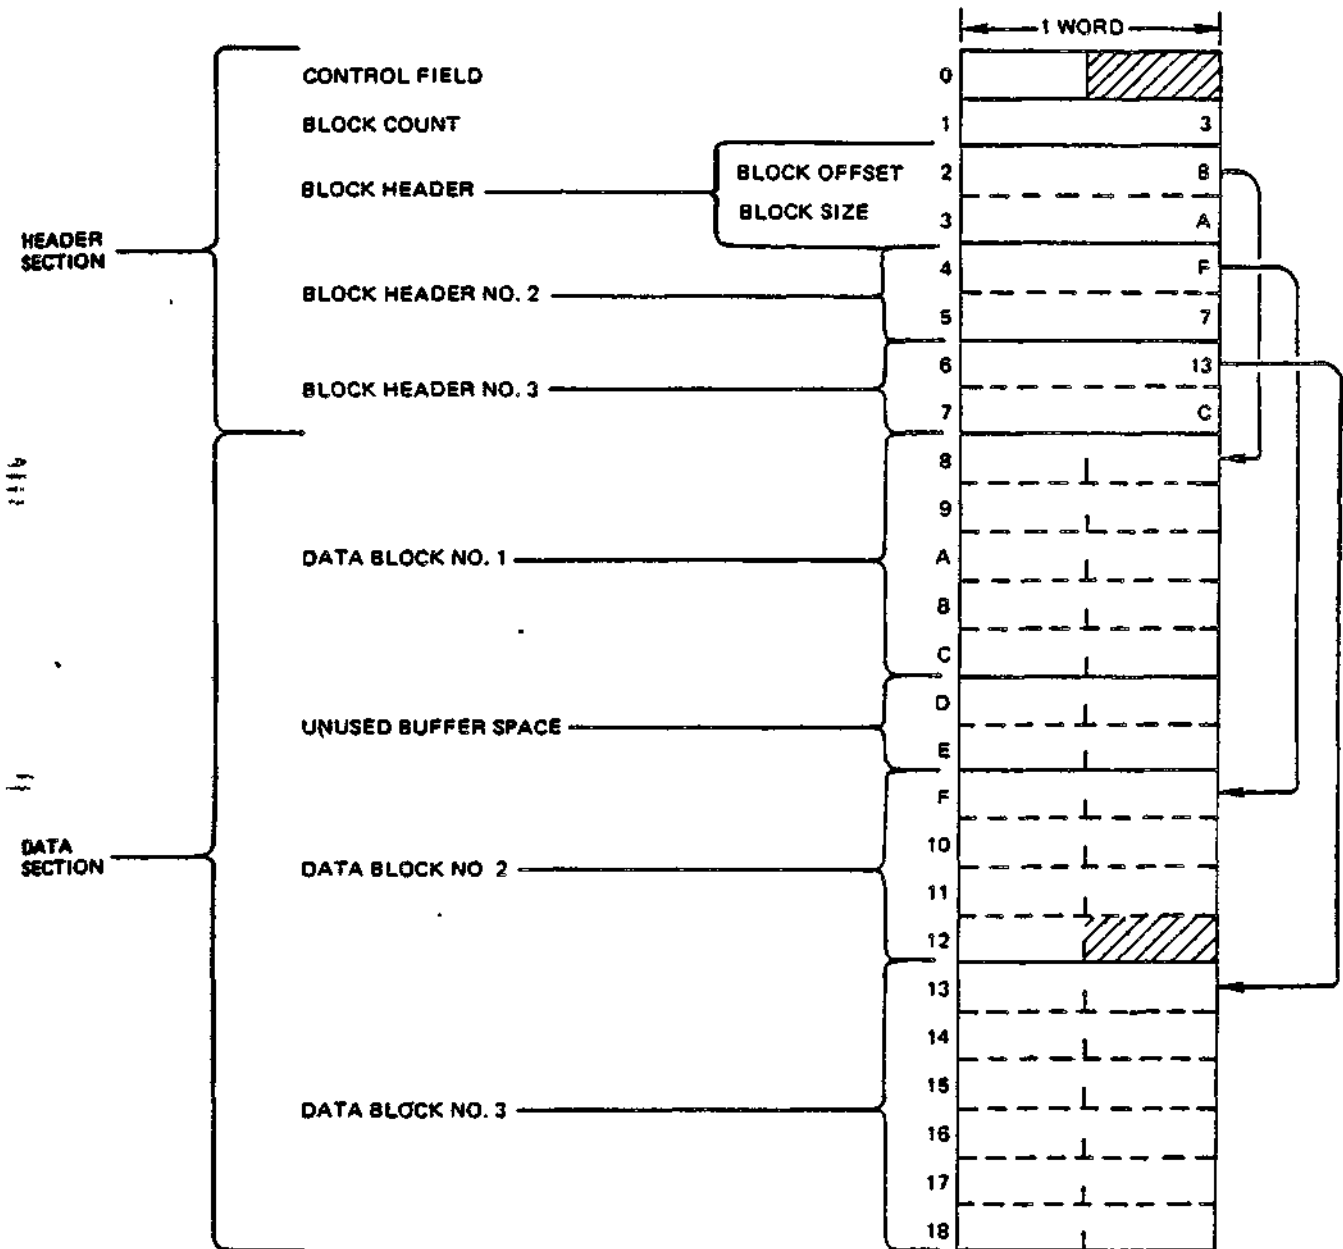 1 WORD
CONTROL FIELD 0
BLOCK COUNT 1 3
BLOCK OFFSET 2 8
BLOCK HEADER
BLOCK SIZE 3 A
HEADER
SECTION
4 F
BLOCK HEADER NO. 2
5 7
6 13
BLOCK HEADER NO. 3
7 C
8
9
DATA BLOCK NO. 1 A
B
C
D
UNUSED BUFFER SPACE
E
F
DATA
SECTION
10
DATA BLOCK NO 2
11
12
13
14
15
DATA BLOCK NO. 3
16
17
18